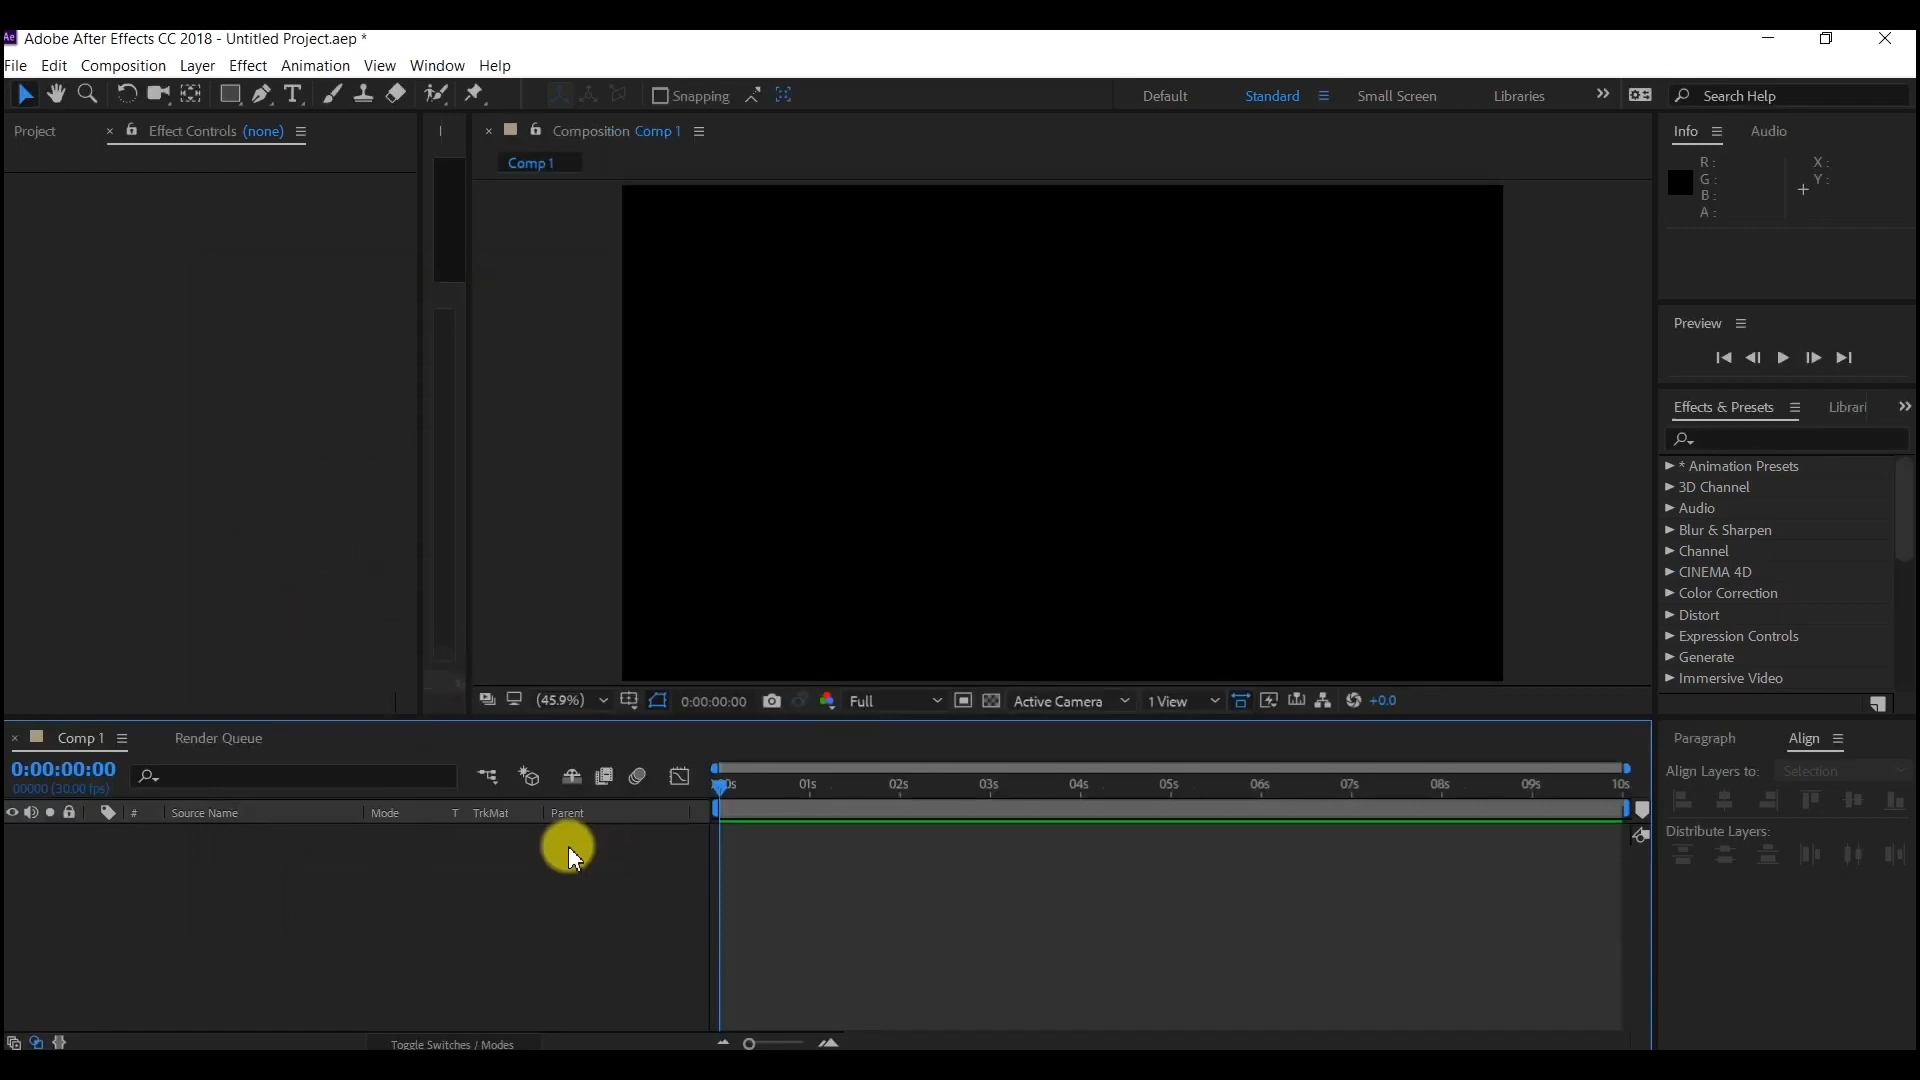 Ae Adobe After Effects CC 2018 - Untitled Project.aep *
File Edit Composition Layer Effect Animation View Window Help
Snapping Default Standard Small Screen Libraries Search Help
Project Effect Controls (none) Composition Comp 1 Info Audio
Comp 1
R :
G :
B :
A :
X :
Y :
Preview
Effects & Presets Librari
* Animation Presets
3D Channel
Audio
Blur & Sharpen
Channel
CINEMA 4D
Color Correction
Distort
Expression Controls
Generate
Immersive Video
(45.9%) 0:00:00:00 Full Active Camera 1 View +0.0
Comp 1 Render Queue
0:00:00:00
00000 (30.00 fps)
# Source Name Mode T TrkMat Parent
00s 01s 02s 03s 04s 05s 06s 07s 08s 09s 10s
Toggle Switches / Modes
Paragraph Align
Align Layers to: Selection
Distribute Layers: